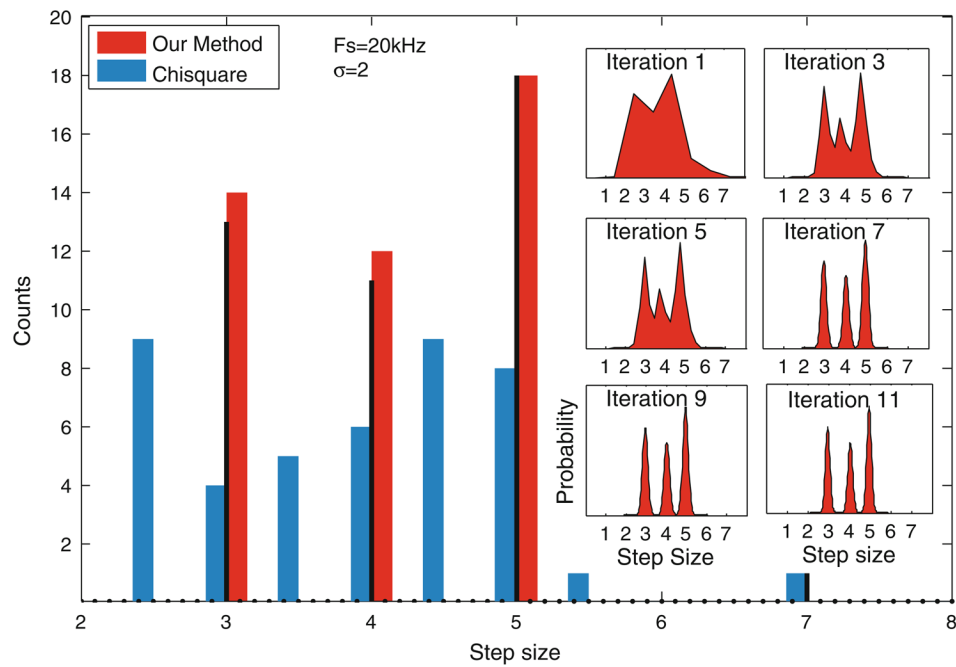 20
18
16
14
12
10
8
6
4
2
Counts
Our Method
Chisquare
Fs=20kHz
σ=2
Iteration 1
1 2 3 4 5 6 7
Iteration 3
1 2 3 4 5 6 7
Iteration 5
1 2 3 4 5 6 7
Iteration 7
1 2 3 4 5 6 7
Probability
Iteration 9
1 2 3 4 5 6 7
Step Size
Iteration 11
1 2 3 4 5 6 7
Step size
2 3 4 5 6 7 8
Step size